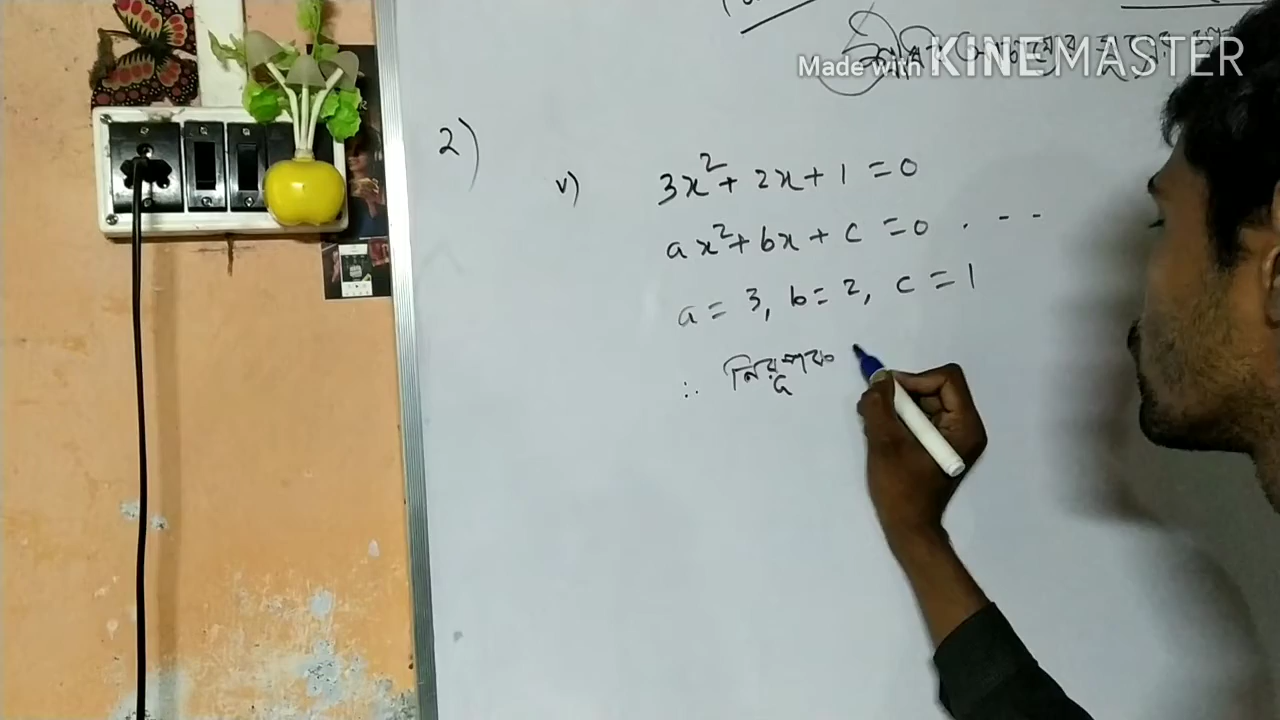 Made with KINEMASTER
2)
v) 3x² + 2x + 1 = 0
ax² + bx + c = 0 . - -
a = 3, b = 2, c = 1
∴ নিরূপক